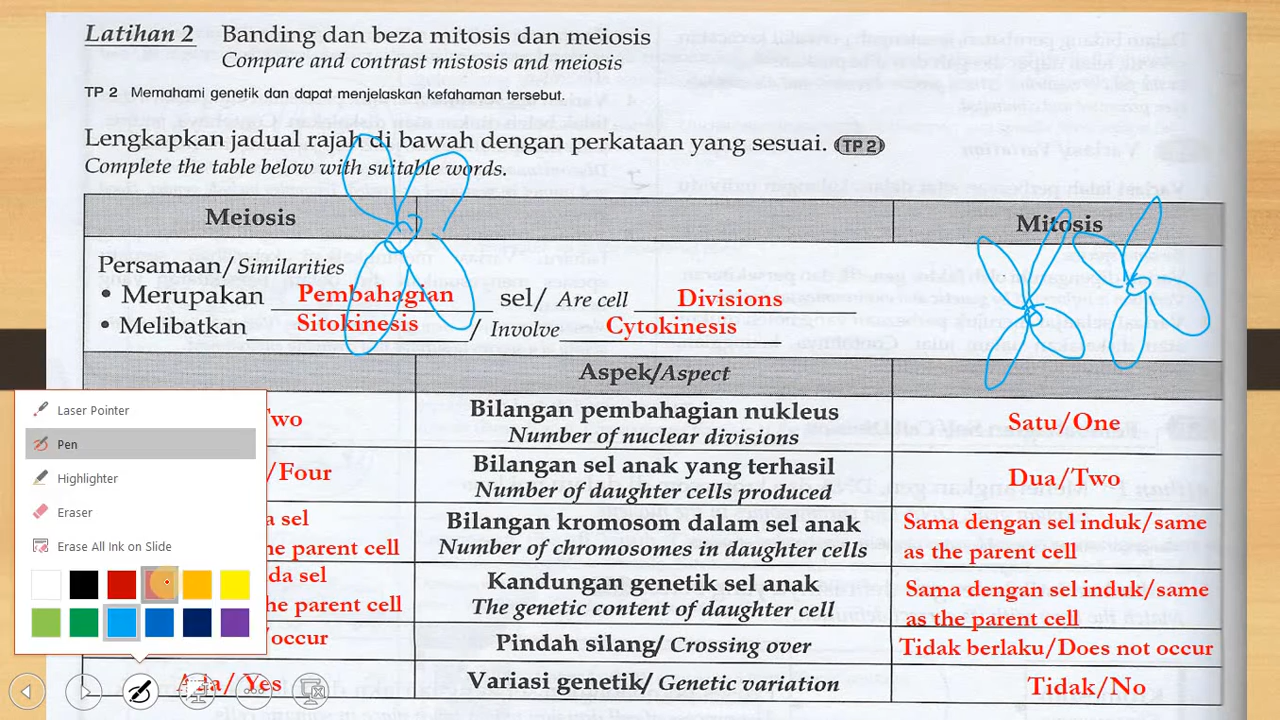 Latihan 2 Banding dan beza mitosis dan meiosis
Compare and contrast mistosis and meiosis
TP 2 Memahami genetik dan dapat menjelaskan kefahaman tersebut.
Lengkapkan jadual rajah di bawah dengan perkataan yang sesuai. TP 2
Complete the table below with suitable words.
Meiosis Mitosis
Persamaan/ Similarities
• Merupakan Pembahagian sel/ Are cell Divisions
• Melibatkan Sitokinesis / Involve Cytokinesis
Aspek/Aspect
Two Bilangan pembahagian nukleus Satu/One
Number of nuclear divisions
/Four Bilangan sel anak yang terhasil Dua/Two
Number of daughter cells produced
sel Bilangan kromosom dalam sel anak Sama dengan sel induk/same
the parent cell Number of chromosomes in daughter cells as the parent cell
sel Kandungan genetik sel anak Sama dengan sel induk/same
the parent cell The genetic content of daughter cell as the parent cell
/occur Pindah silang/ Crossing over Tidak berlaku/Does not occur
Ada/Yes Variasi genetik/ Genetic variation Tidak/No
Laser Pointer
Pen
Highlighter
Eraser
Erase All Ink on Slide